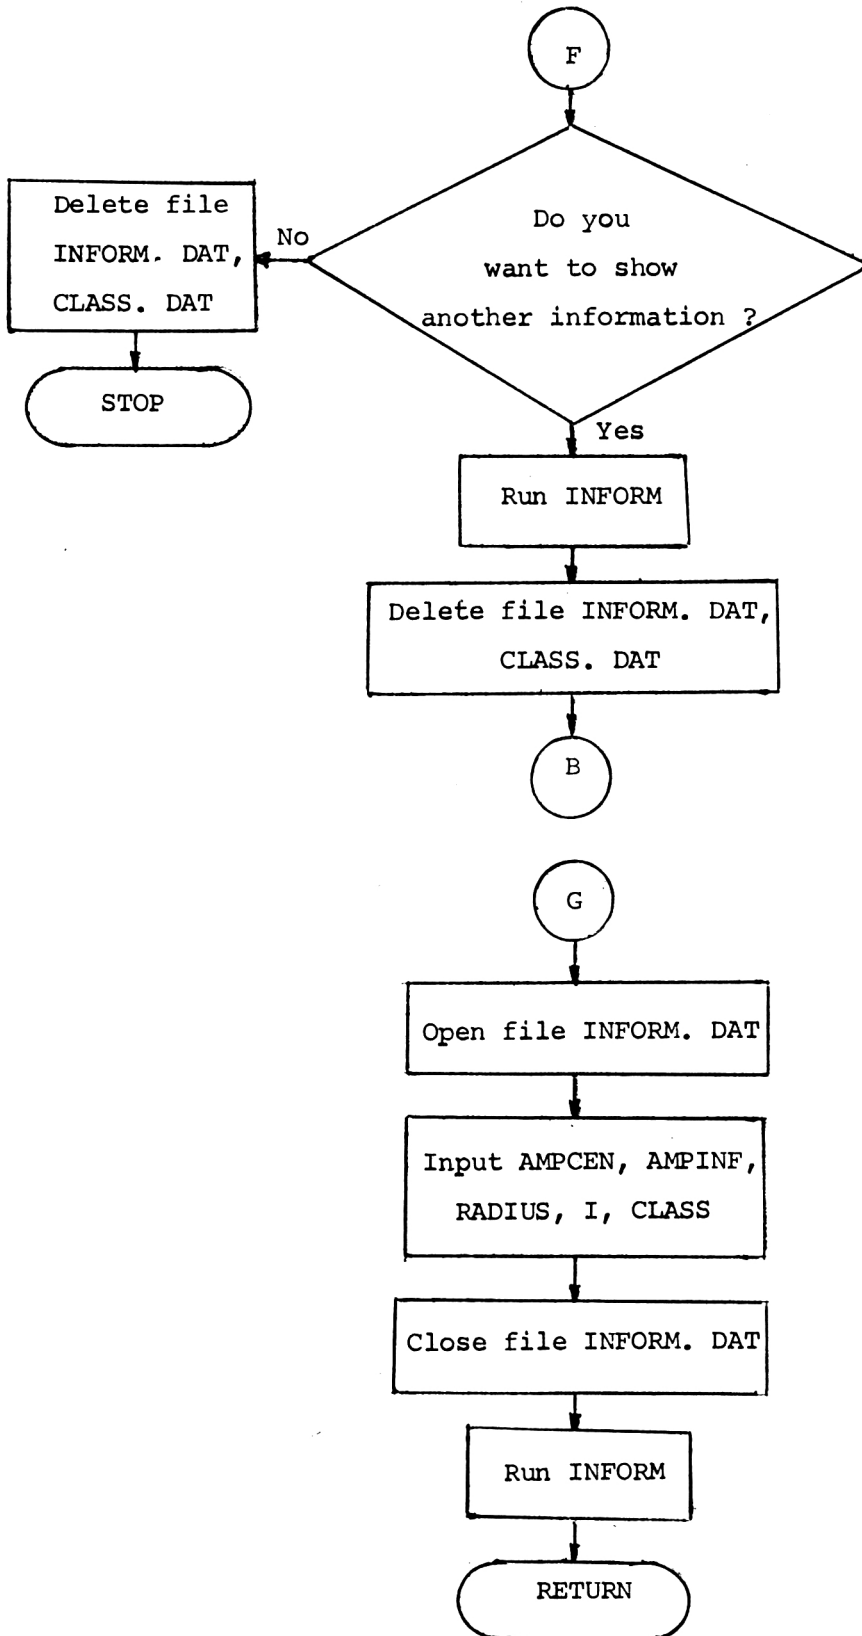 F
Do you
want to show
another information ?
No
Delete file
INFORM. DAT,
CLASS. DAT
STOP
Yes
Run INFORM
Delete file INFORM. DAT,
CLASS. DAT
B
G
Open file INFORM. DAT
Input AMPCEN, AMPINF,
RADIUS, I, CLASS
Close file INFORM. DAT
Run INFORM
RETURN